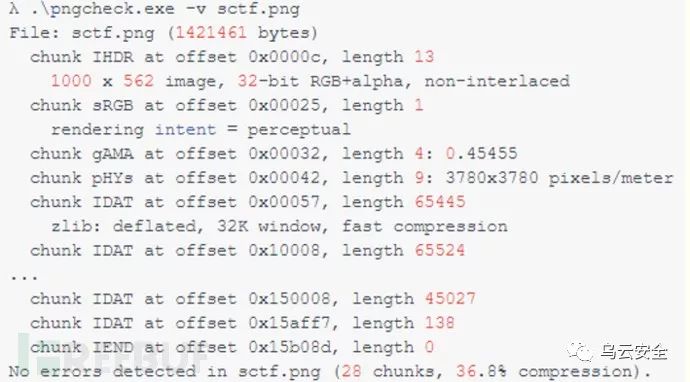 λ .\pngcheck.exe -v sctf.png
File: sctf.png (1421461 bytes)
chunk IHDR at offset 0x0000c, length 13
1000 x 562 image, 32-bit RGB+alpha, non-interlaced
chunk sRGB at offset 0x00025, length 1
rendering intent = perceptual
chunk gAMA at offset 0x00032, length 4: 0.45455
chunk pHYs at offset 0x00042, length 9: 3780x3780 pixels/meter
chunk IDAT at offset 0x00057, length 65445
zlib: deflated, 32K window, fast compression
chunk IDAT at offset 0x10008, length 65524
...
chunk IDAT at offset 0x150008, length 45027
chunk IDAT at offset 0x15aff7, length 138
chunk IEND at offset 0x15b08d, length 0
No errors detected in sctf.png (28 chunks, 36.8% compression).
FREEBUF
乌云安全